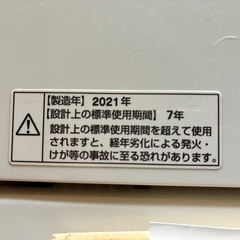 【製造年】2021年
【設計上の標準使用期間】7年
設計上の標準使用期間を超えて使用
されますと、経年劣化による発火・
けが等の事故に至る恐れがあります。